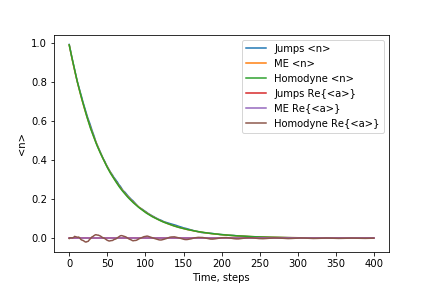 1.0
0.8
0.6
0.4
0.2
0.0
<n>
0 50 100 150 200 250 300 350 400
Time, steps
Jumps <n>
ME <n>
Homodyne <n>
Jumps Re{<a>}
ME Re{<a>}
Homodyne Re{<a>}